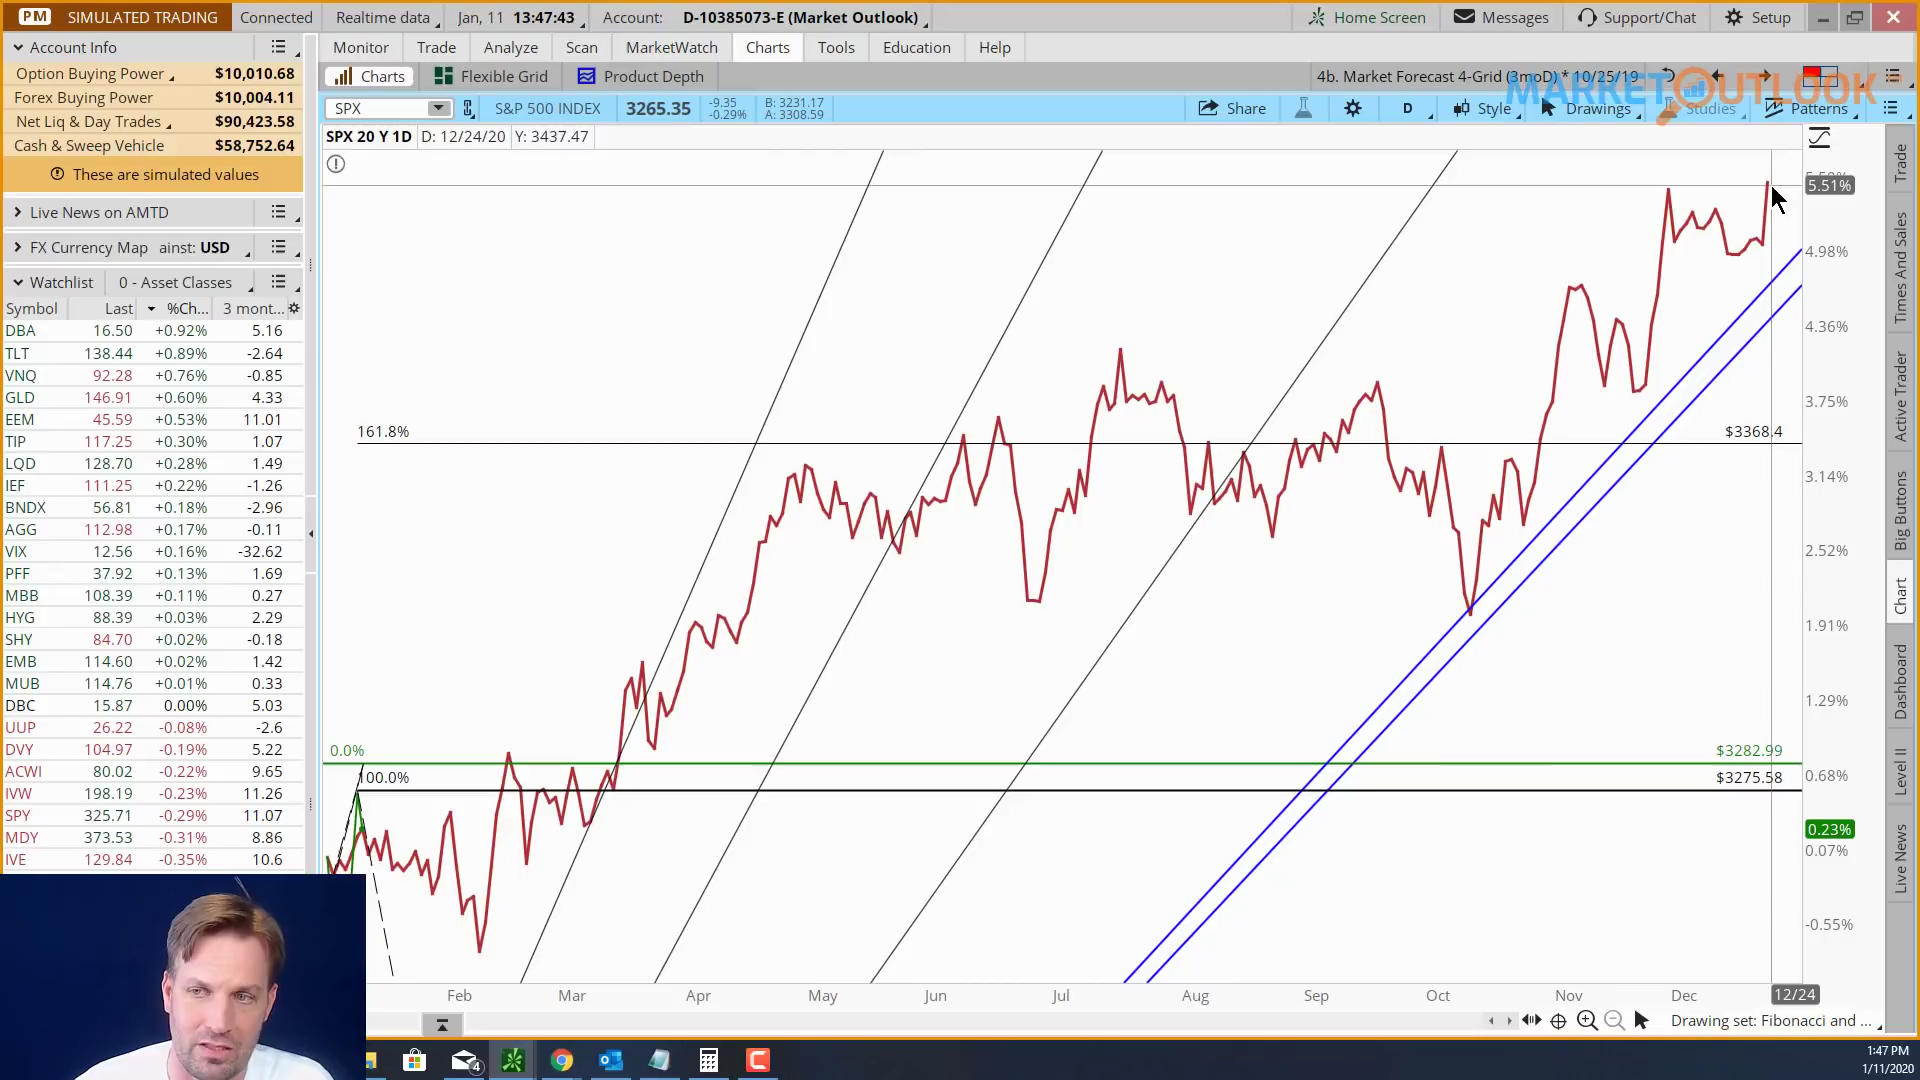 PM SIMULATED TRADING Connected Realtime data Jan, 11 13:47:43 Account: D-10385073-E (Market Outlook) Home Screen Messages Support/Chat Setup
Account Info
Option Buying Power $10,010.68
Forex Buying Power $10,004.11
Net Liq & Day Trades $90,423.58
Cash & Sweep Vehicle $58,752.64
These are simulated values
Live News on AMTD
FX Currency Map ainst: USD
Watchlist 0 - Asset Classes
Symbol Last %Ch... 3 mont...
DBA 16.50 +0.92% 5.16
TLT 138.44 +0.89% -2.64
VNQ 92.28 +0.76% -0.85
GLD 146.91 +0.60% 4.33
EEM 45.59 +0.53% 11.01
TIP 117.25 +0.30% 1.07
LQD 128.70 +0.28% 1.49
IEF 111.25 +0.22% -1.26
BNDX 56.81 +0.18% -2.96
AGG 112.98 +0.17% -0.11
VIX 12.56 +0.16% -32.62
PFF 37.92 +0.13% 1.69
MBB 108.39 +0.11% 0.27
HYG 88.39 +0.03% 2.29
SHY 84.70 +0.02% -0.18
EMB 114.60 +0.02% 1.42
MUB 114.76 +0.01% 0.33
DBC 15.87 0.00% 5.03
UUP 26.22 -0.08% -2.6
DVY 104.97 -0.19% 5.22
ACWI 80.02 -0.22% 9.65
IVW 198.19 -0.23% 11.26
SPY 325.71 -0.29% 11.07
MDY 373.53 -0.31% 8.86
IVE 129.84 -0.35% 10.6
Monitor Trade Analyze Scan MarketWatch Charts Tools Education Help
Charts Flexible Grid Product Depth 4b. Market Forecast 4-Grid (3moD) * 10/25/19
MARKETOUTLOOK
SPX S&P 500 INDEX 3265.35 -9.35 -0.29% B: 3231.17 A: 3308.59 Share D Style Drawings Studies Patterns
SPX 20 Y 1D D: 12/24/20 Y: 3437.47
5.51%
4.98%
4.36%
3.75%
161.8% $3368.4
3.14%
2.52%
1.91%
1.29%
0.0% $3282.99
100.0% $3275.58
0.68%
0.23%
0.07%
-0.55%
Feb Mar Apr May Jun Jul Aug Sep Oct Nov Dec 12/24
Drawing set: Fibonacci and ...
Trade
Times And Sales
Active Trader
Big Buttons
Chart
Dashboard
Level II
Live News
4
1:47 PM
1/11/2020